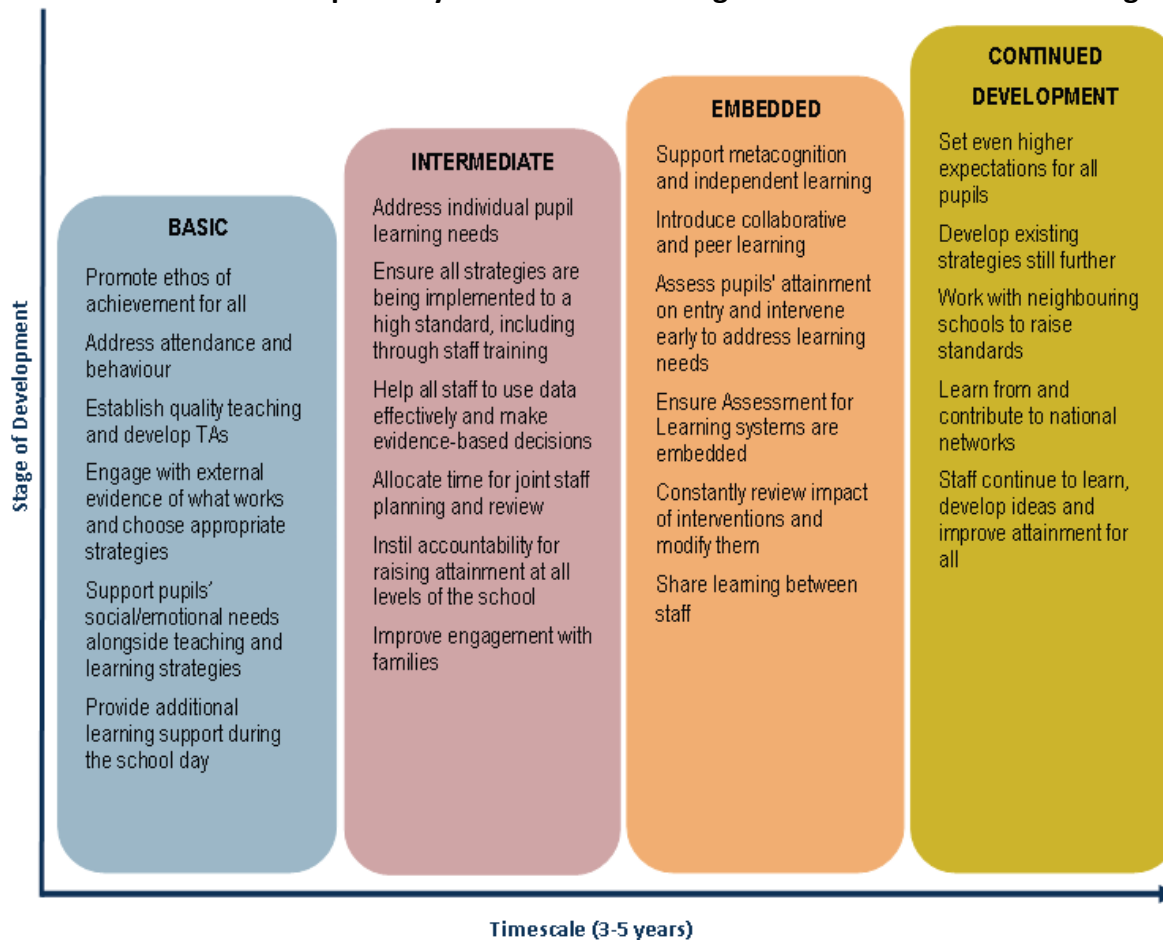 BASIC
Promote ethos of
achievement for all
Address attendance and
behaviour
Establish quality teaching
and develop TAs
Engage with external
evidence of what works
and choose appropriate
strategies
Support pupils'
social/emotional needs
alongside teaching and
learning strategies
Provide additional
learning support during
the school day
INTERMEDIATE
Address individual pupil
learning needs
Ensure all strategies are
being implemented to a
high standard, including
through staff training
Help all staff to use data
effectively and make
evidence-based decisions
Allocate time for joint staff
planning and review
Instil accountability for
raising attainment at all
levels of the school
Improve engagement with
families
EMBEDDED
Support metacognition
and independent learning
Introduce collaborative
and peer learning
Assess pupils' attainment
on entry and intervene
early to address learning
needs
Ensure Assessment for
Learning systems are
embedded
Constantly review impact
of interventions and
modify them
Share learning between
staff
CONTINUED
DEVELOPMENT
Set even higher
expectations for all
pupils
Develop existing
strategies still further
Work with neighbouring
schools to raise
standards
Learn from and
contribute to national
networks
Staff continue to learn,
develop ideas and
improve attainment for
all
Stage of Development
Timescale (3-5 years)